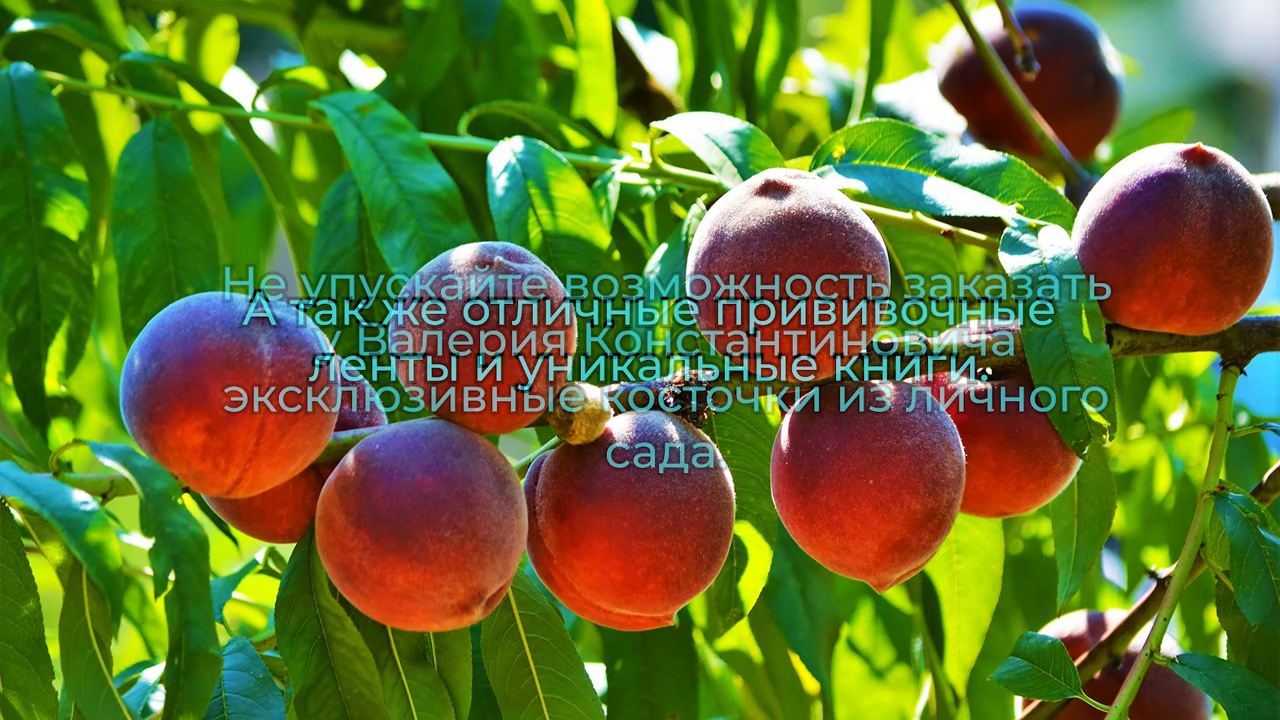 Не упускайте возможность заказать
у Валерия Константиновича
эксклюзивные косточки из личного
сада.
А так же отличные прививочные
ленты и уникальные книги.